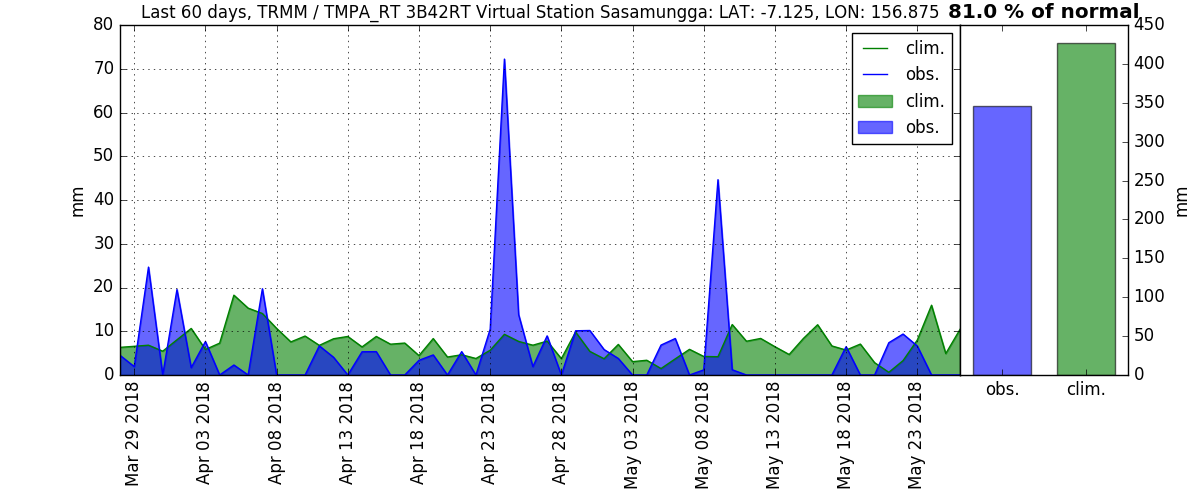 Last 60 days, TRMM / TMPA_RT 3B42RT Virtual Station Sasamungga: LAT: -7.125, LON: 156.875 81.0 % of normal
80
70
60
50
40
30
20
10
0
mm
clim.
obs.
clim.
obs.
450
400
350
300
250
200
150
100
50
0
mm
Mar 29 2018
Apr 03 2018
Apr 08 2018
Apr 13 2018
Apr 18 2018
Apr 23 2018
Apr 28 2018
May 03 2018
May 08 2018
May 13 2018
May 18 2018
May 23 2018
obs.
clim.